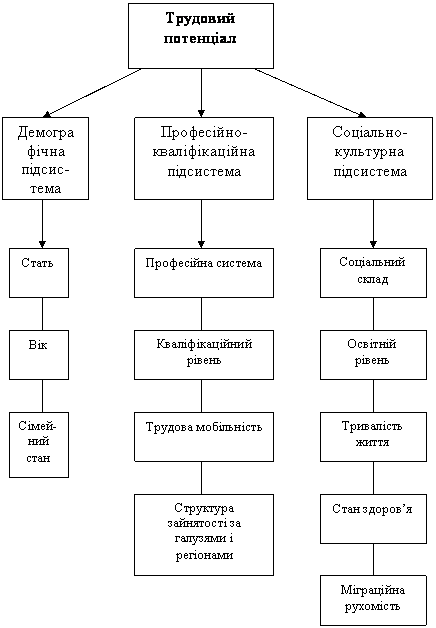 Трудовий
потенціал
Демогра
фічна
підсис-
тема
Професійно-
кваліфікаційна
підсистема
Соціально-
культурна
підсистема
Стать
Професійна система
Соціальний
склад
Вік
Кваліфікаційний
рівень
Освітній
рівень
Сімей-
ний
стан
Трудова мобільність
Тривалість
життя
Структура
зайнятості за
галузями і
регіонами
Стан здоров’я
Міграційна
рухомість